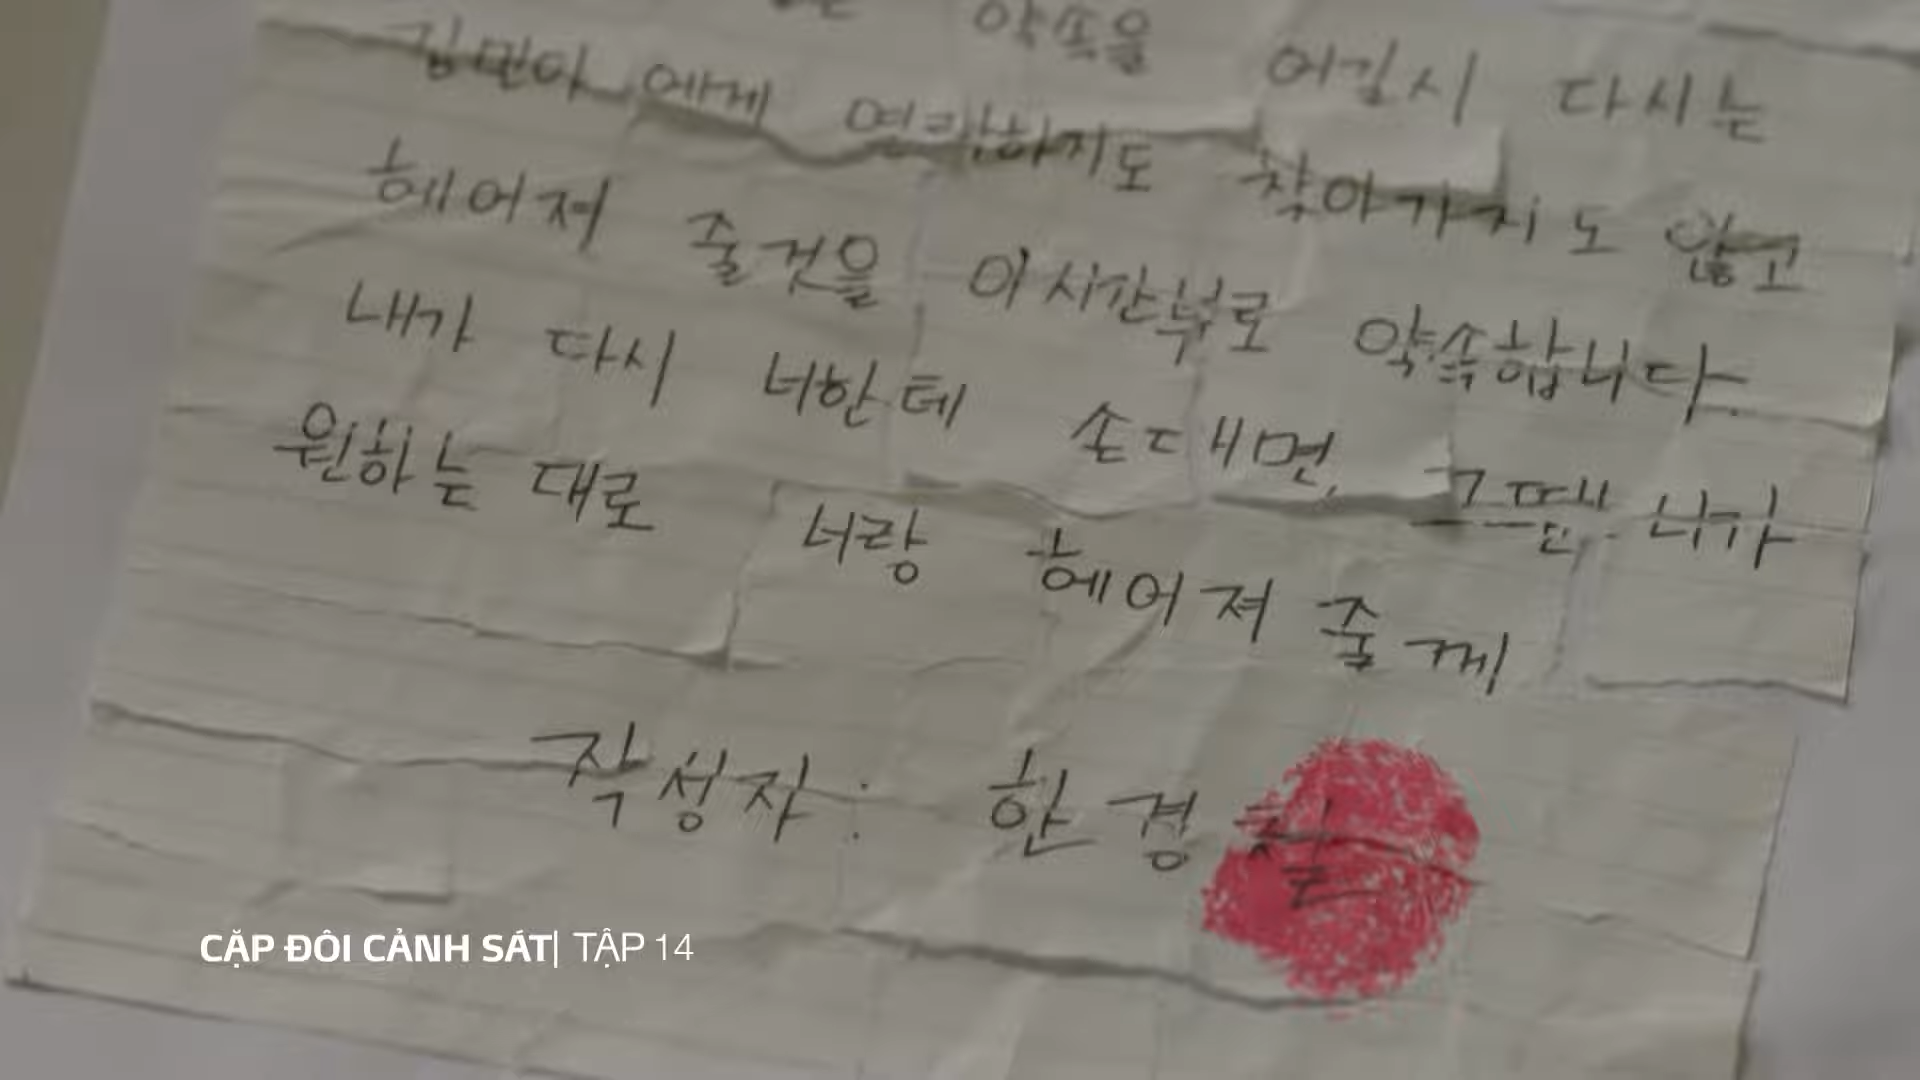 약속을 어길시 다시는
김민아 에게 연락하지도 찾아가지도 않고
헤어져 줄것을 이시간부로 약속합니다.
내가 다시 너한테 손대면, 그땐 니가
원하는 대로 너랑 헤어져 줄께
작성자: 한경철
CẶP ĐÔI CẢNH SÁT| TẬP 14